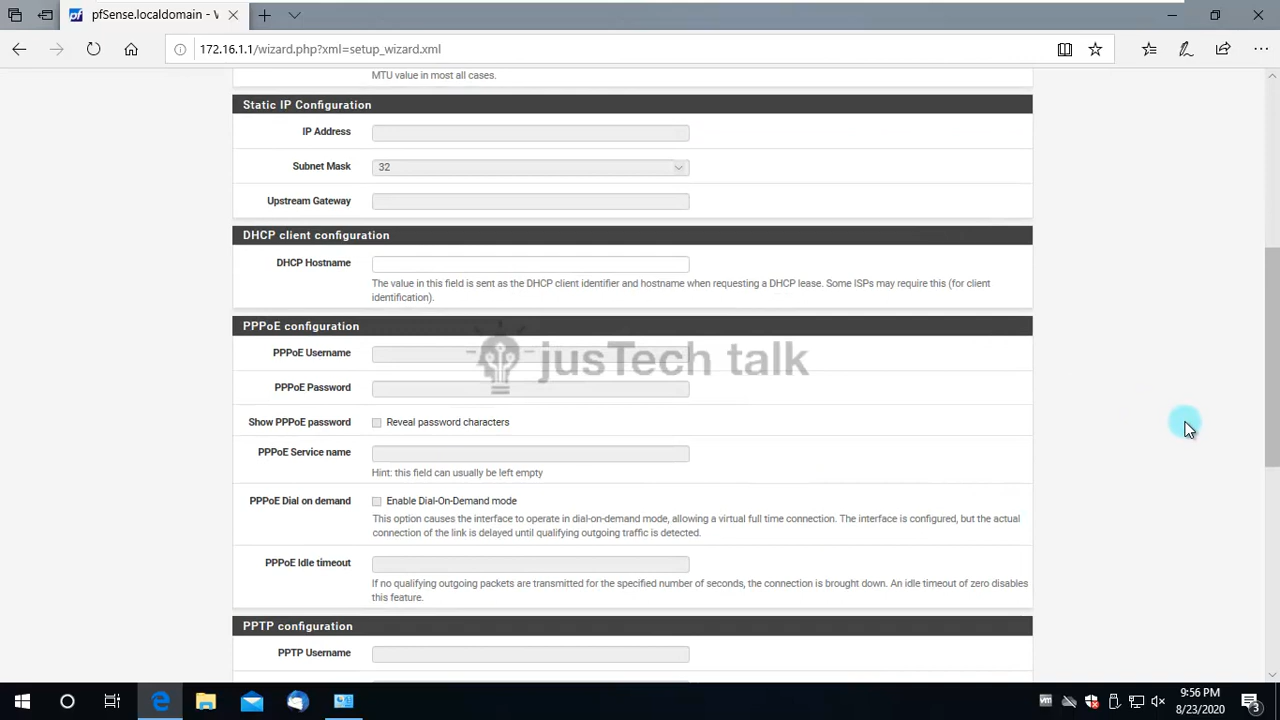 pfSense.localdomain - W
172.16.1.1/wizard.php?xml=setup_wizard.xml
MTU value in most all cases.
Static IP Configuration
IP Address
Subnet Mask 32
Upstream Gateway
DHCP client configuration
DHCP Hostname
The value in this field is sent as the DHCP client identifier and hostname when requesting a DHCP lease. Some ISPs may require this (for client
identification).
PPPoE configuration
PPPoE Username
jusTech talk
PPPoE Password
Show PPPoE password Reveal password characters
PPPoE Service name
Hint: this field can usually be left empty
PPPoE Dial on demand Enable Dial-On-Demand mode
This option causes the interface to operate in dial-on-demand mode, allowing a virtual full time connection. The interface is configured, but the actual
connection of the link is delayed until qualifying outgoing traffic is detected.
PPPoE Idle timeout
If no qualifying outgoing packets are transmitted for the specified number of seconds, the connection is brought down. An idle timeout of zero disables
this feature.
PPTP configuration
PPTP Username
9:56 PM
8/23/2020
3